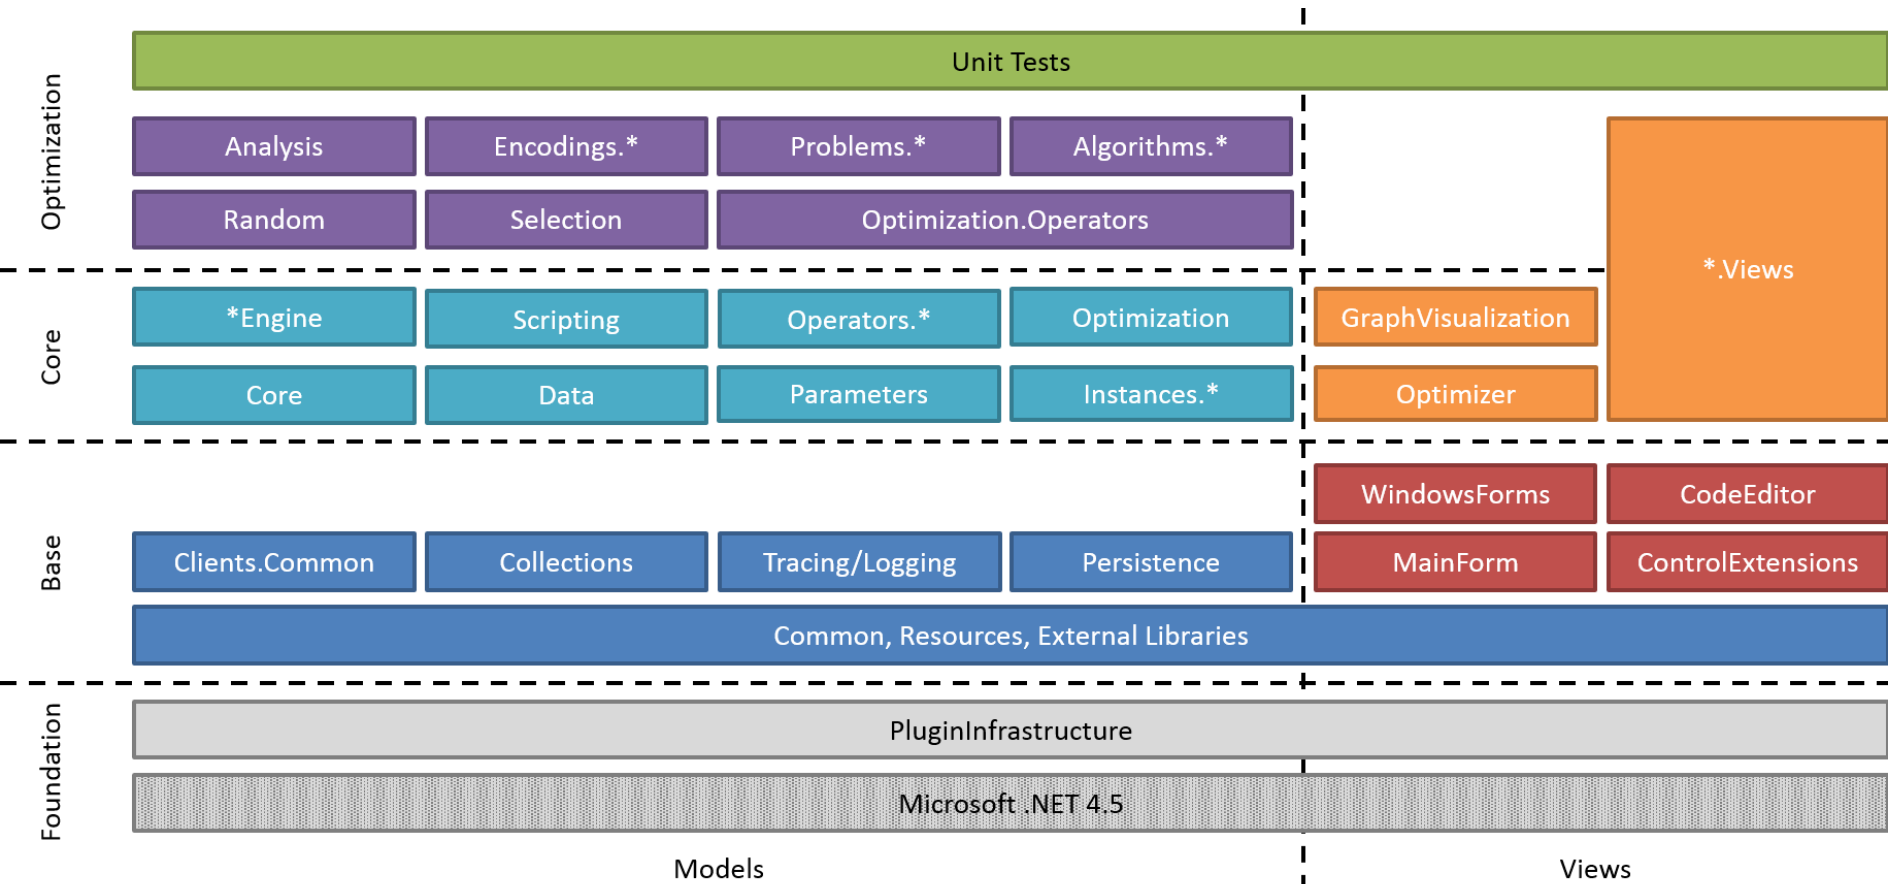 Optimization
Unit Tests
Analysis
Encodings.*
Problems.*
Algorithms.*
Random
Selection
Optimization.Operators
*.Views
Core
*Engine
Scripting
Operators.*
Optimization
GraphVisualization
Core
Data
Parameters
Instances.*
Optimizer
Base
WindowsForms
CodeEditor
Clients.Common
Collections
Tracing/Logging
Persistence
MainForm
ControlExtensions
Common, Resources, External Libraries
Foundation
PluginInfrastructure
Microsoft .NET 4.5
Models
Views